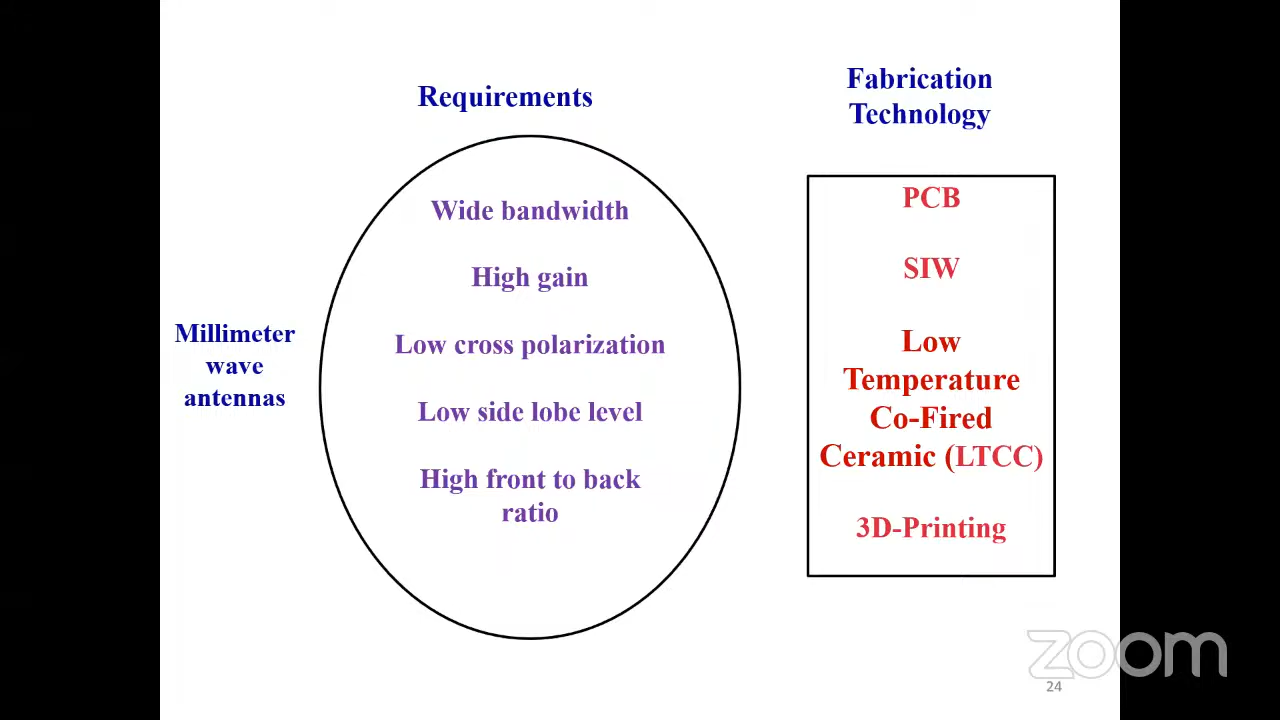 Requirements
Fabrication
Technology
Millimeter
wave
antennas
Wide bandwidth
High gain
Low cross polarization
Low side lobe level
High front to back
ratio
PCB
SIW
Low
Temperature
Co-Fired
Ceramic (LTCC)
3D-Printing
zoom
24